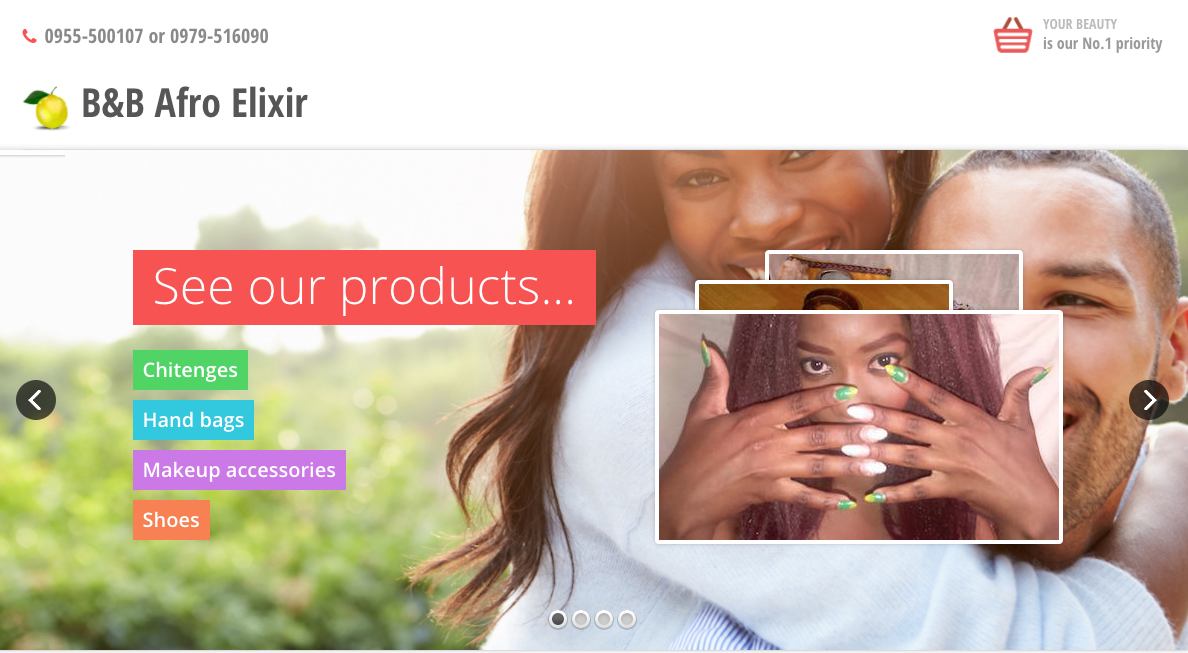 0955-500107 or 0979-516090
YOUR BEAUTY
is our No.1 priority
B&B Afro Elixir
See our products...
Chitenges
Hand bags
Makeup accessories
Shoes